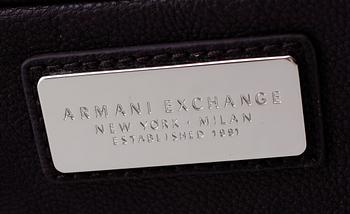 ARMANI EXCHANGE
NEW YORK · MILAN
ESTABLISHED 1991